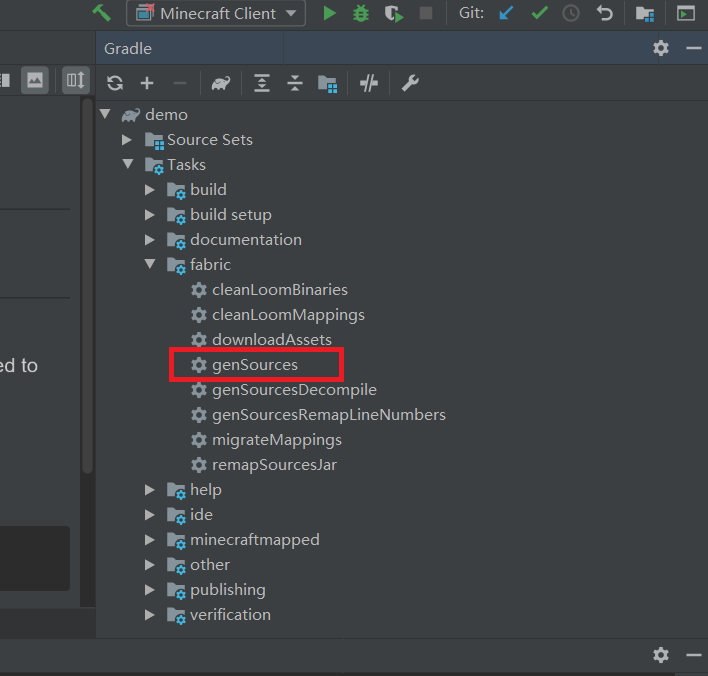 Minecraft Client
Git:
Gradle
demo
Source Sets
Tasks
build
build setup
documentation
fabric
cleanLoomBinaries
cleanLoomMappings
downloadAssets
ed to
genSources
genSourcesDecompile
genSourcesRemapLineNumbers
migrateMappings
remapSourcesJar
help
ide
minecraftmapped
other
publishing
verification